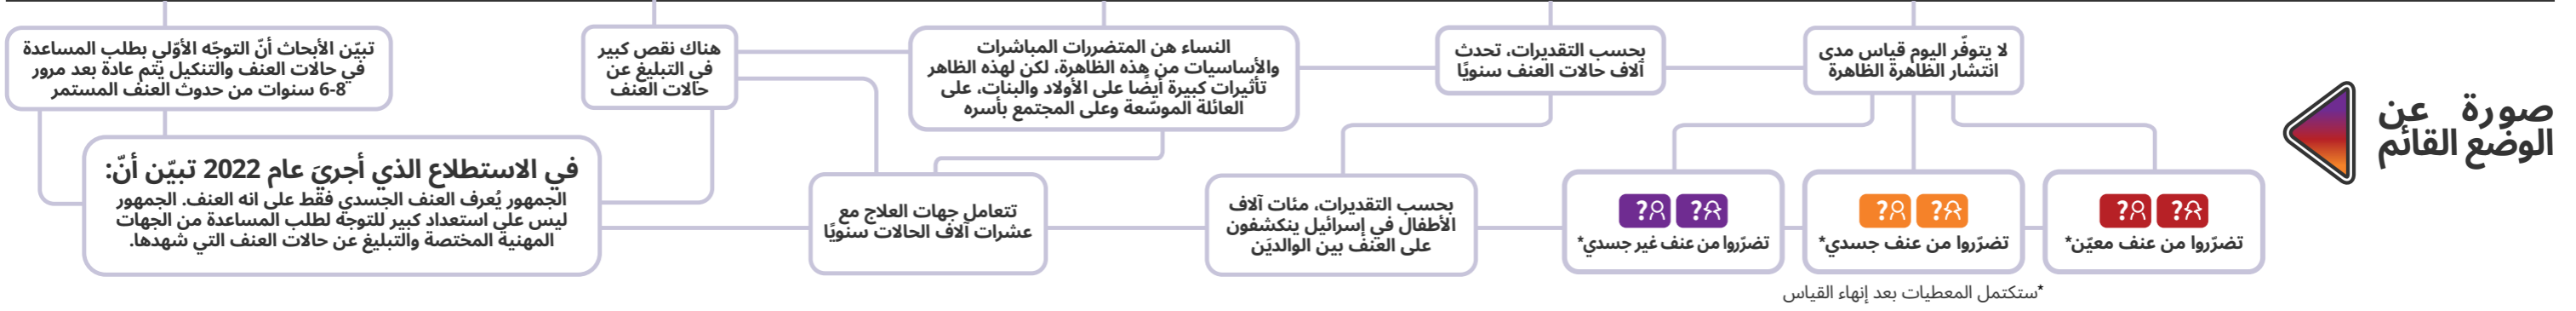 صورة عن
الوضع القائم
لا يتوفّر اليوم قياس مدى
انتشار الظاهرة الظاهرة
بحسب التقديرات، تحدث
آلاف حالات العنف سنويًا
النساء هن المتضررات المباشرات
والأساسيات من هذه الظاهرة، لكن لهذه الظاهر
تأثيرات كبيرة أيضًا على الأولاد والبنات، على
العائلة الموسّعة وعلى المجتمع بأسره
هناك نقص كبير
في التبليغ عن
حالات العنف
تبيّن الأبحاث أنّ التوجّه الأوّلي بطلب المساعدة
في حالات العنف والتنكيل يتم عادة بعد مرور
6-8 سنوات من حدوث العنف المستمر
? ?
تضرّروا من عنف معيّن*
? ?
تضرّروا من عنف جسدي*
? ?
تضرّروا من عنف غير جسدي*
بحسب التقديرات، مئات آلاف
الأطفال في إسرائيل ينكشفون
على العنف بين الوالديَن
تتعامل جهات العلاج مع
عشرات آلاف الحالات سنويًا
في الاستطلاع الذي أجريَ عام 2022 تبيّن أنّ:
الجمهور يُعرف العنف الجسدي فقط على انه العنف. الجمهور
ليس على استعداد كبير للتوجه لطلب المساعدة من الجهات
المهنية المختصة والتبليغ عن حالات العنف التي شهدها.
*ستكتمل المعطيات بعد إنهاء القياس